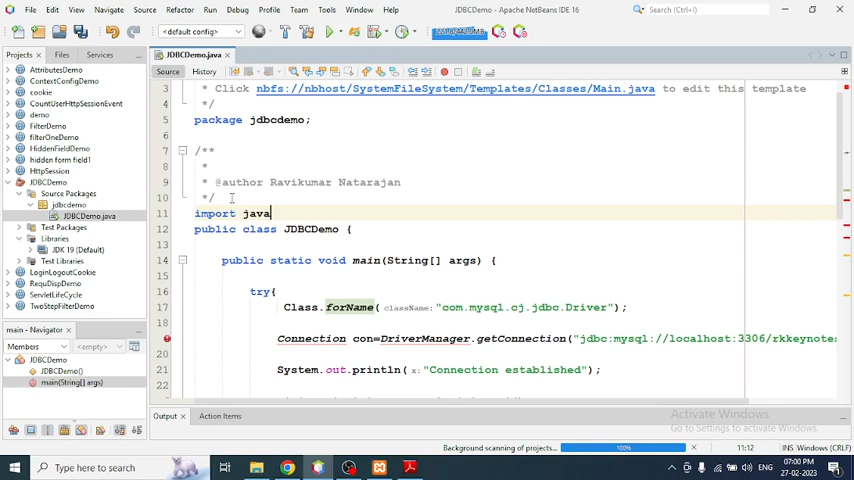 File Edit View Navigate Source Refactor Run Debug Profile Team Tools Window Help JDBCDemo - Apache NetBeans IDE 16 Search (Ctrl+I)
<default config>
Projects Files Services JDBCDemo.java
Source History
AttributesDemo
ContextConfigDemo
cookie
CountUserHttpSessionEvent
demo
FilterDemo
filterOneDemo
HiddenFieldDemo
hidden form field1
HttpSession
JDBCDemo
Source Packages
jdbcdemo
JDBCDemo.java
Test Packages
Libraries
JDK 19 (Default)
Test Libraries
LoginLogoutCookie
RequDispDemo
ServletLifeCycle
TwoStepFilterDemo
main - Navigator
Members <empty>
JDBCDemo
JDBCDemo()
main(String[] args)
3 * Click nbfs://nbhost/SystemFileSystem/Templates/Classes/Main.java to edit this template
4 */
5 package jdbcdemo;
6
7 /**
8 *
9 * @author Ravikumar Natarajan
10 */
11 import java
12 public class JDBCDemo {
13
14 public static void main(String[] args) {
15
16 try{
17 Class.forName(className:"com.mysql.cj.jdbc.Driver");
18
Connection con=DriverManager.getConnection("jdbc:mysql://localhost:3306/rkkeynotes
20
21 System.out.println(x:"Connection established");
22
Output Action Items
Activate Windows
Go to Settings to activate Windows.
Background scanning of projects... 100% 11:12 INS Windows (CRLF)
Type here to search ENG 07:00 PM
27-02-2023